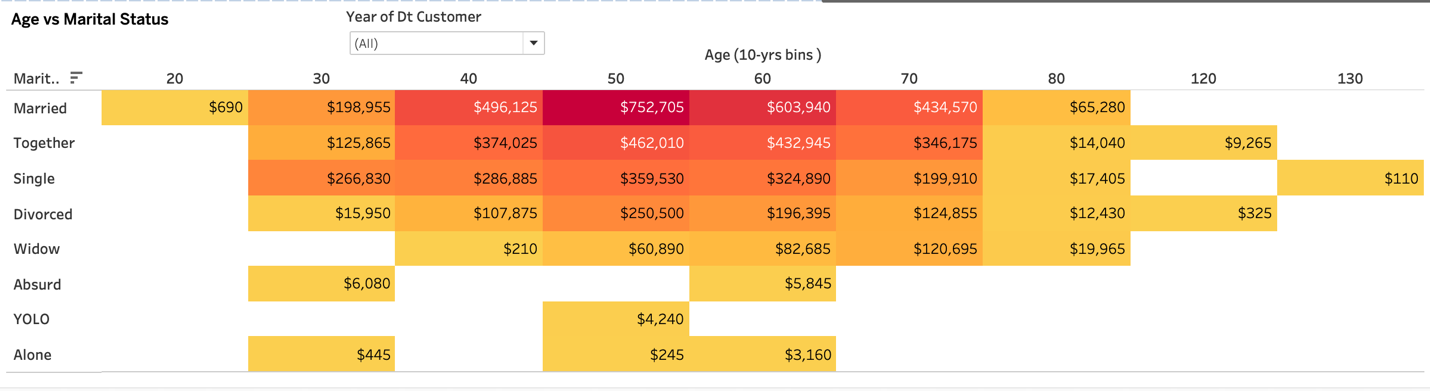 Age vs Marital Status
Year of Dt Customer
(All)
Age (10-yrs bins )
Marit.. 20 30 40 50 60 70 80 120 130
Married $690 $198,955 $496,125 $752,705 $603,940 $434,570 $65,280
Together $125,865 $374,025 $462,010 $432,945 $346,175 $14,040 $9,265
Single $266,830 $286,885 $359,530 $324,890 $199,910 $17,405 $110
Divorced $15,950 $107,875 $250,500 $196,395 $124,855 $12,430 $325
Widow $210 $60,890 $82,685 $120,695 $19,965
Absurd $6,080 $5,845
YOLO $4,240
Alone $445 $245 $3,160